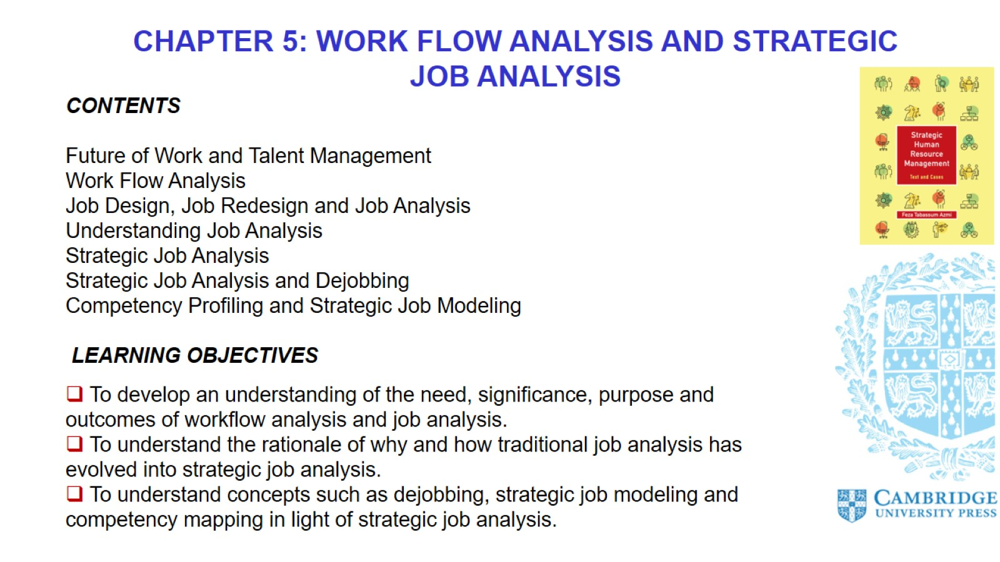 CHAPTER 5: WORK FLOW ANALYSIS AND STRATEGIC
JOB ANALYSIS
CONTENTS
Future of Work and Talent Management
Work Flow Analysis
Job Design, Job Redesign and Job Analysis
Understanding Job Analysis
Strategic Job Analysis
Strategic Job Analysis and Dejobbing
Competency Profiling and Strategic Job Modeling
LEARNING OBJECTIVES
❑ To develop an understanding of the need, significance, purpose and
outcomes of workflow analysis and job analysis.
❑ To understand the rationale of why and how traditional job analysis has
evolved into strategic job analysis.
❑ To understand concepts such as dejobbing, strategic job modeling and
competency mapping in light of strategic job analysis.
Strategic
Human
Resource
Management
Text and Cases
Feza Tabassum Azmi
CAMBRIDGE
UNIVERSITY PRESS